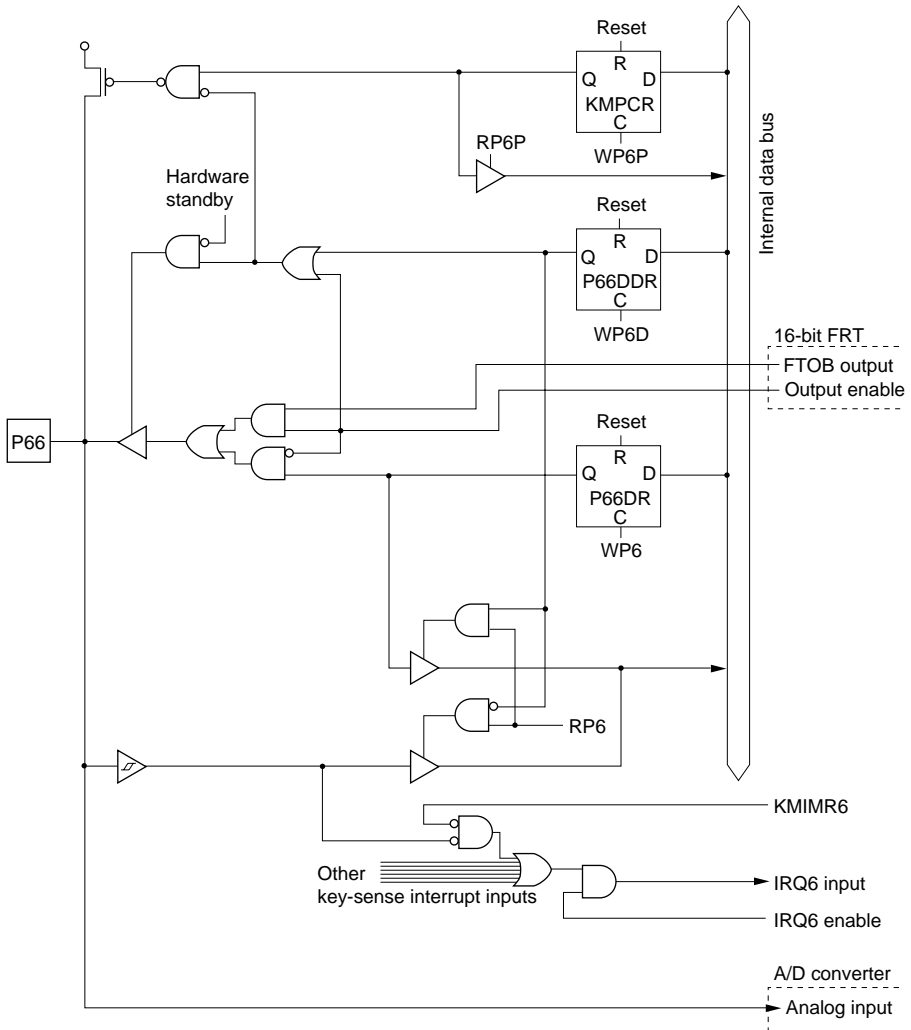 Reset
R
Q D
KMPCR
C
WP6P
RP6P
Hardware
standby
Internal data bus
Reset
R
Q D
P66DDR
C
WP6D
16-bit FRT
FTOB output
Output enable
P66
Reset
R
Q D
P66DR
C
WP6
RP6
KMIMR6
Other
key-sense interrupt inputs
IRQ6 input
IRQ6 enable
A/D converter
Analog input